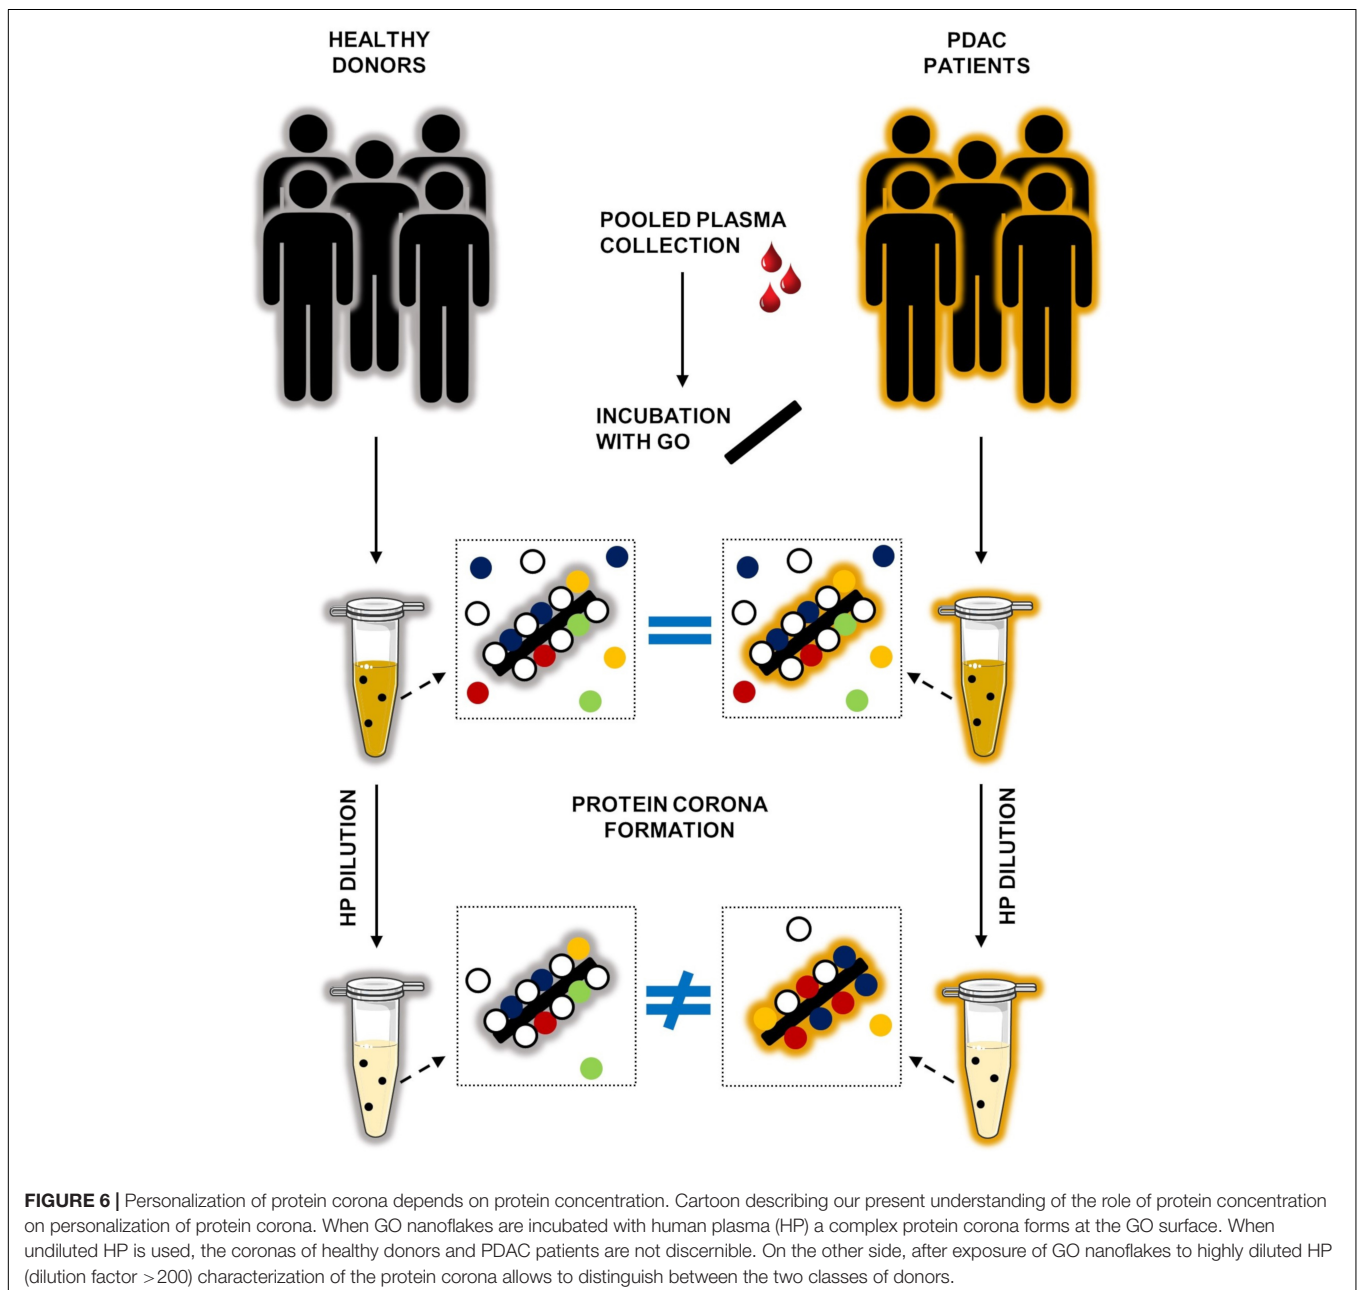 HEALTHY
DONORS
PDAC
PATIENTS
POOLED PLASMA
COLLECTION
INCUBATION
WITH GO
HP DILUTION
PROTEIN CORONA
FORMATION
HP DILUTION
FIGURE 6 | Personalization of protein corona depends on protein concentration. Cartoon describing our present understanding of the role of protein concentration
on personalization of protein corona. When GO nanoflakes are incubated with human plasma (HP) a complex protein corona forms at the GO surface. When
undiluted HP is used, the coronas of healthy donors and PDAC patients are not discernible. On the other side, after exposure of GO nanoflakes to highly diluted HP
(dilution factor >200) characterization of the protein corona allows to distinguish between the two classes of donors.